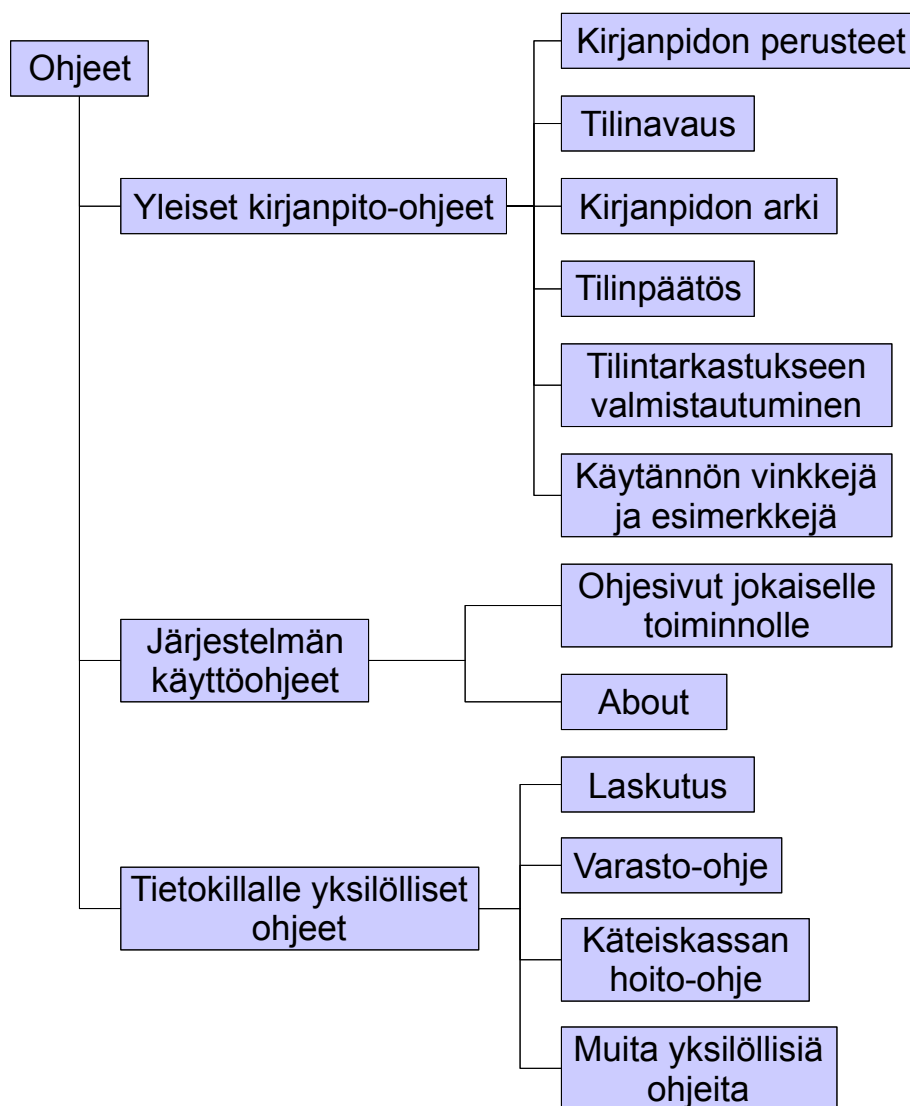 Ohjeet
Yleiset kirjanpito-ohjeet
Kirjanpidon perusteet
Tilinavaus
Kirjanpidon arki
Tilinpäätös
Tilintarkastukseen
valmistautuminen
Käytännön vinkkejä
ja esimerkkejä
Järjestelmän
käyttöohjeet
Ohjesivut jokaiselle
toiminnolle
About
Tietokillalle yksilölliset
ohjeet
Laskutus
Varasto-ohje
Käteiskassan
hoito-ohje
Muita yksilöllisiä
ohjeita